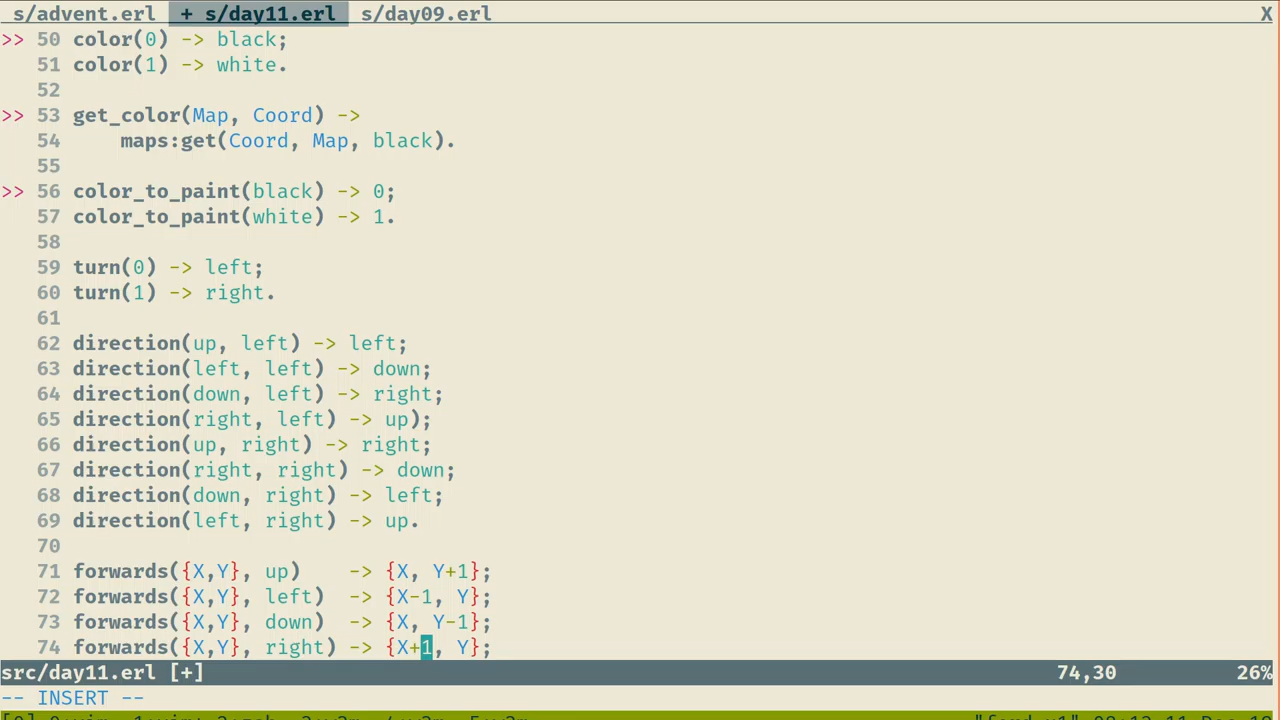 s/advent.erl + s/day11.erl s/day09.erl X
>> 50 color(0) -> black;
51 color(1) -> white.
52
>> 53 get_color(Map, Coord) ->
54 maps:get(Coord, Map, black).
55
>> 56 color_to_paint(black) -> 0;
57 color_to_paint(white) -> 1.
58
59 turn(0) -> left;
60 turn(1) -> right.
61
62 direction(up, left) -> left;
63 direction(left, left) -> down;
64 direction(down, left) -> right;
65 direction(right, left) -> up);
66 direction(up, right) -> right;
67 direction(right, right) -> down;
68 direction(down, right) -> left;
69 direction(left, right) -> up.
70
71 forwards({X,Y}, up)    -> {X, Y+1};
72 forwards({X,Y}, left)  -> {X-1, Y};
73 forwards({X,Y}, down)  -> {X, Y-1};
74 forwards({X,Y}, right) -> {X+1, Y};
src/day11.erl [+] 74,30 26%
-- INSERT --